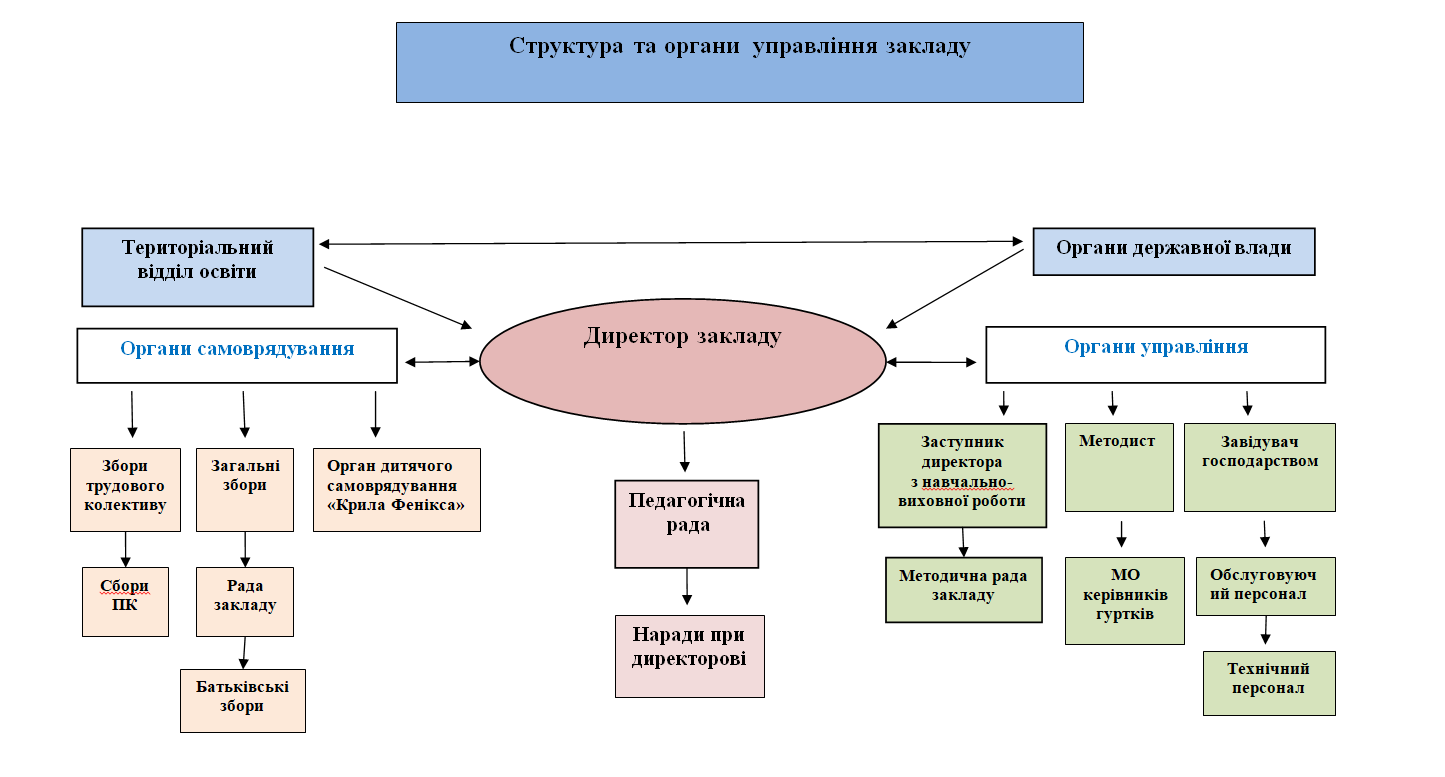 Структура та органи управління закладу
Територіальний
відділ освіти
Органи державної влади
Директор закладу
Органи самоврядування
Органи управління
Збори
трудового
колективу
Загальні
збори
Орган дитячого
самоврядування
«Крила Фенікса»
Педагогічна
рада
Заступник
директора
з навчально-
виховної роботи
Методист
Завідувач
господарством
Сбори
ПК
Рада
закладу
Батьківські
збори
Наради при
директорові
Методична рада
закладу
МО
керівників
гуртків
Обслуговуюч
ий персонал
Технічний
персонал